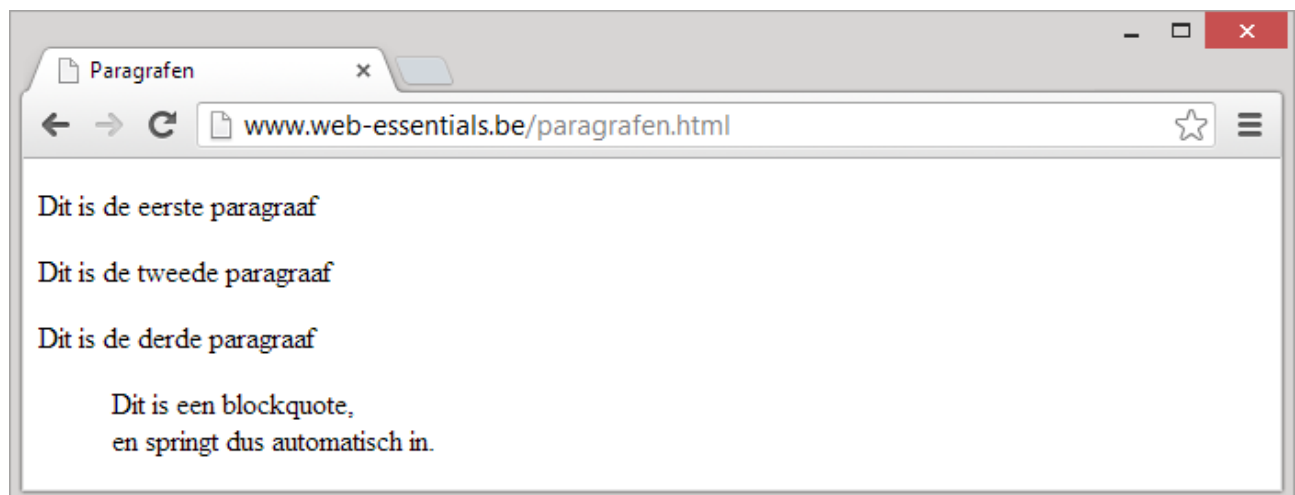 Paragrafen
www.web-essentials.be/paragrafen.html
Dit is de eerste paragraaf
Dit is de tweede paragraaf
Dit is de derde paragraaf
Dit is een blockquote,
en springt dus automatisch in.